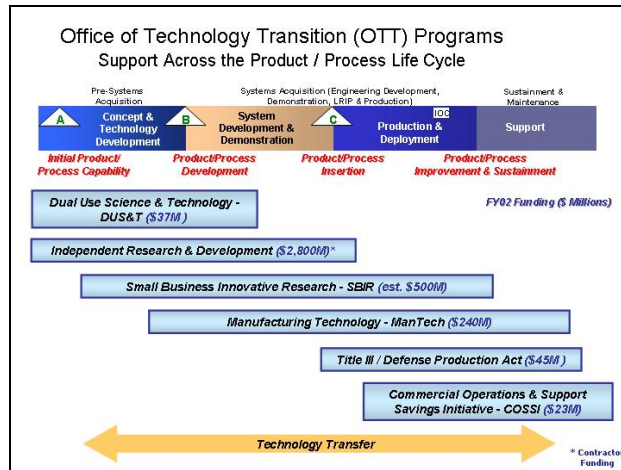 Office of Technology Transition (OTT) Programs
Support Across the Product / Process Life Cycle
Pre-Systems
Acquisition
Systems Acquisition (Engineering Development,
Demonstration, LRIP & Production)
Sustainment &
Maintenance
A
Concept &
Technology
Development
B
System
Development &
Demonstration
C
IOC
Production &
Deployment
Support
Initial Product/
Process Capability
Product/Process
Development
Product/Process
Insertion
Product/Process
Improvement & Sustainment
Dual Use Science & Technology -
DUS&T ($37M )
FY02 Funding ($ Millions)
Independent Research & Development ($2,800M)*
Small Business Innovative Research - SBIR (est. $500M)
Manufacturing Technology - ManTech ($240M)
Title III / Defense Production Act ($45M )
Commercial Operations & Support
Savings Initiative - COSSI ($23M)
Technology Transfer
* Contractor
Funding